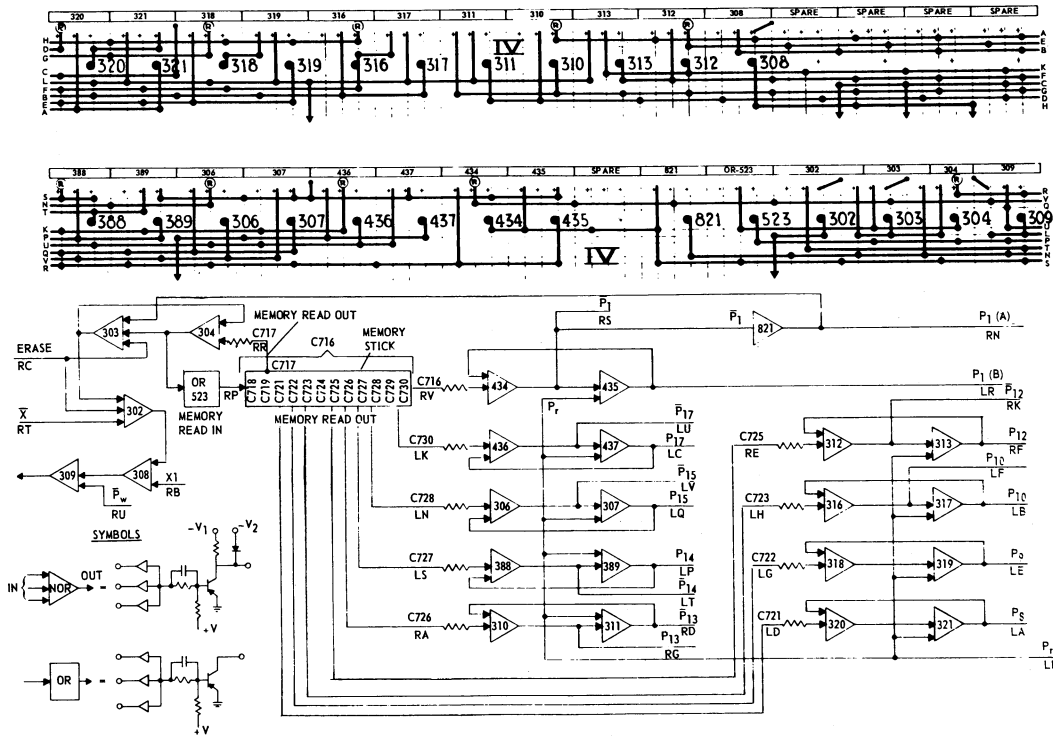 320 321 318 319 316 317 311 310 313 312 308 SPARE SPARE SPARE SPARE
R R R R R
H
D
G
C
L
F
B
E
A
IV
320 321 318 319 316 317 311 310 313 312 308
A
E
B
K
F
C
G
D
H
388 389 306 307 436 437 434 435 SPARE 821 OR-523 302 303 304 309
R R R R R
S
N
T
K
P
U
Q
V
R
388 389 306 307 436 437 434 435 821 523 302 303 304 309
IV
R
V
Q
K
U
L
P
T
N
S
303
304
C717
RR
MEMORY READ OUT
C716
MEMORY STICK
ERASE
RC
OR
523
MEMORY
READ IN
RP
C717
C718
C719
C720
C721
C722
C723
C724
C725
C726
C727
C728
C729
C730
MEMORY READ OUT
C716
RV
434
435
P̅1
RS
P̅1
821
P1 (A)
RN
P1 (B)
LR
302
X̅
RT
309
308
X1
RB
P̅w
RU
Pr
C730
LK
436
437
P̅17
LU
P17
LC
C728
LN
306
307
P̅15
LV
P15
LQ
C727
LS
388
389
P14
LP
P̅14
LT
C726
RA
310
311
P̅13
RD
P13
RG
C725
RE
312
313
P̅12
RK
P12
RF
C723
LH
316
317
P̅10
LF
P10
LB
C722
LG
318
319
P0
LE
C721
LD
320
321
PS
LA
Pr
SYMBOLS
IN
NOR
OUT
=
-V1
-V2
+V
OR
=
+V